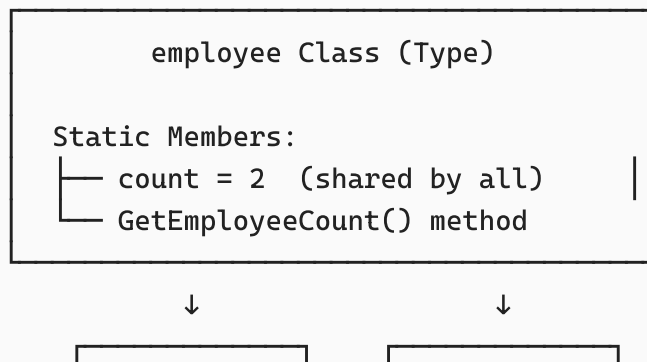 employee Class (Type)
Static Members:
├── count = 2  (shared by all)      │
└── GetEmployeeCount() method
↓                 ↓